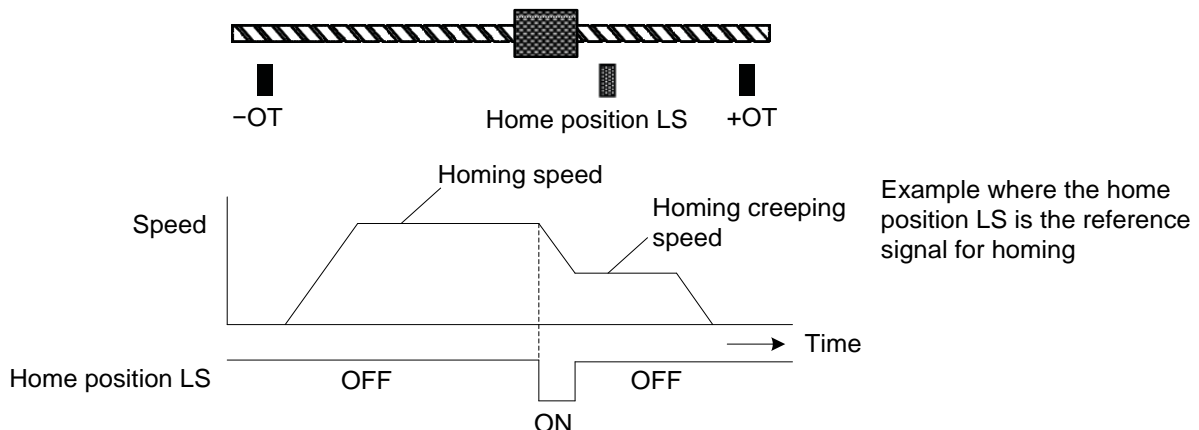 −OT
Home position LS
+OT
Homing speed
Speed
Homing creeping
speed
Example where the home
position LS is the reference
signal for homing
Time
Home position LS
OFF
OFF
ON